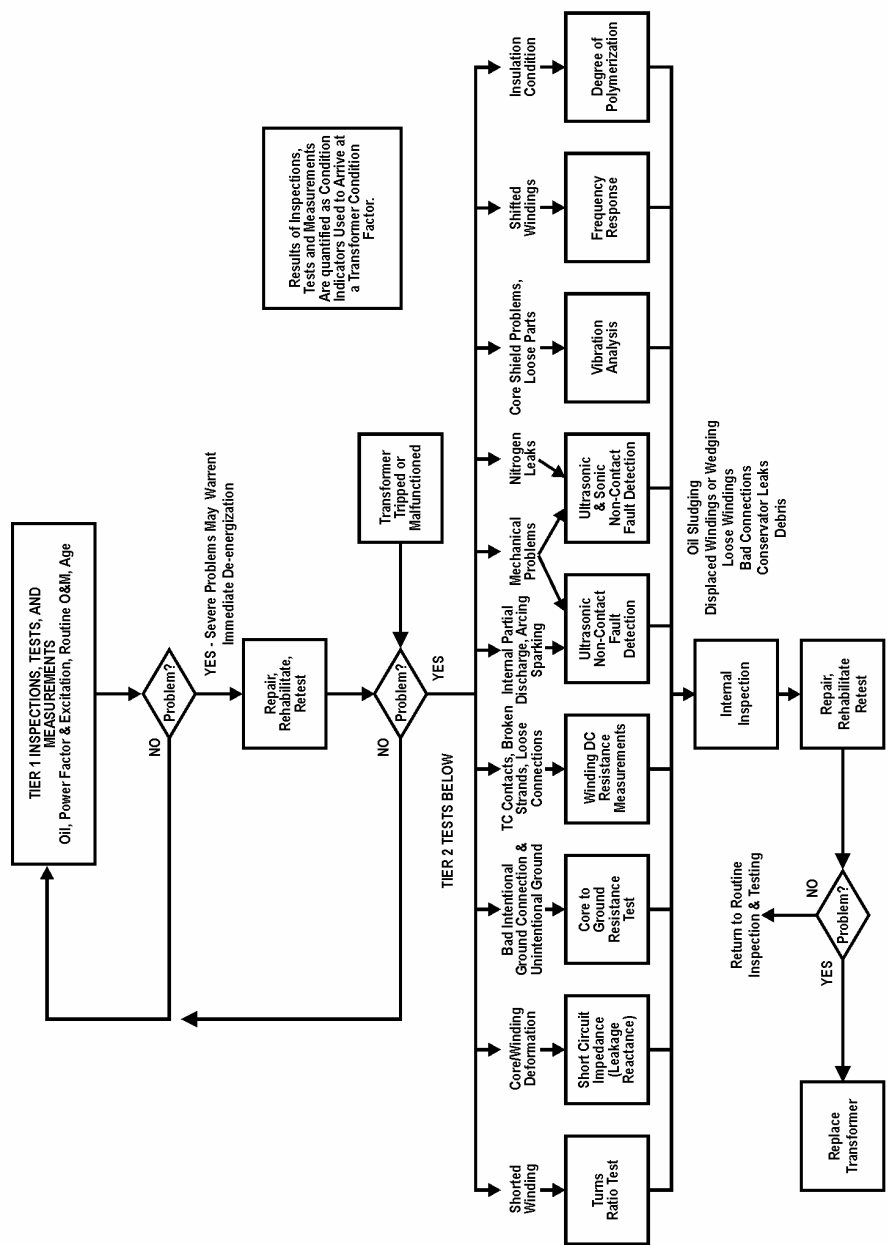 TIER 1 INSPECTIONS, TESTS, AND
MEASUREMENTS
Oil, Power Factor & Excitation, Routine O&M, Age
Problem?
NO
YES - Severe Problems May Warrent
Immediate De-energization
Repair,
Rehabilitate,
Retest
Results of Inspections,
Tests and Measurements
Are quantified as Condition
Indicators Used to Arrive at
a Transformer Condition
Factor.
Transformer
Tripped or
Malfunctioned
Problem?
NO
YES
TIER 2 TESTS BELOW
Shorted
Winding
Core/Winding
Deformation
Bad Intentional
Ground Connection &
Unintentional Ground
TC Contacts, Broken
Strands, Loose
Connections
Internal Partial
Discharge, Arcing
Sparking
Mechanical
Problems
Nitrogen
Leaks
Core Shield Problems,
Loose Parts
Shifted
Windings
Insulation
Condition
Turns
Ratio Test
Short Circuit
Impedance
(Leakage
Reactance)
Core to
Ground
Resistance
Test
Winding DC
Resistance
Measurements
Ultrasonic
Non-Contact
Fault
Detection
Ultrasonic
& Sonic
Non-Contact
Fault Detection
Vibration
Analysis
Frequency
Response
Degree of
Polymerization
Internal
Inspection
Oil Sludging
Displaced Windings or Wedging
Loose Windings
Bad Connections
Conservator Leaks
Debris
Repair,
Rehabilitate
Retest
Problem?
NO
Return to Routine
Inspection & Testing
YES
Replace
Transformer